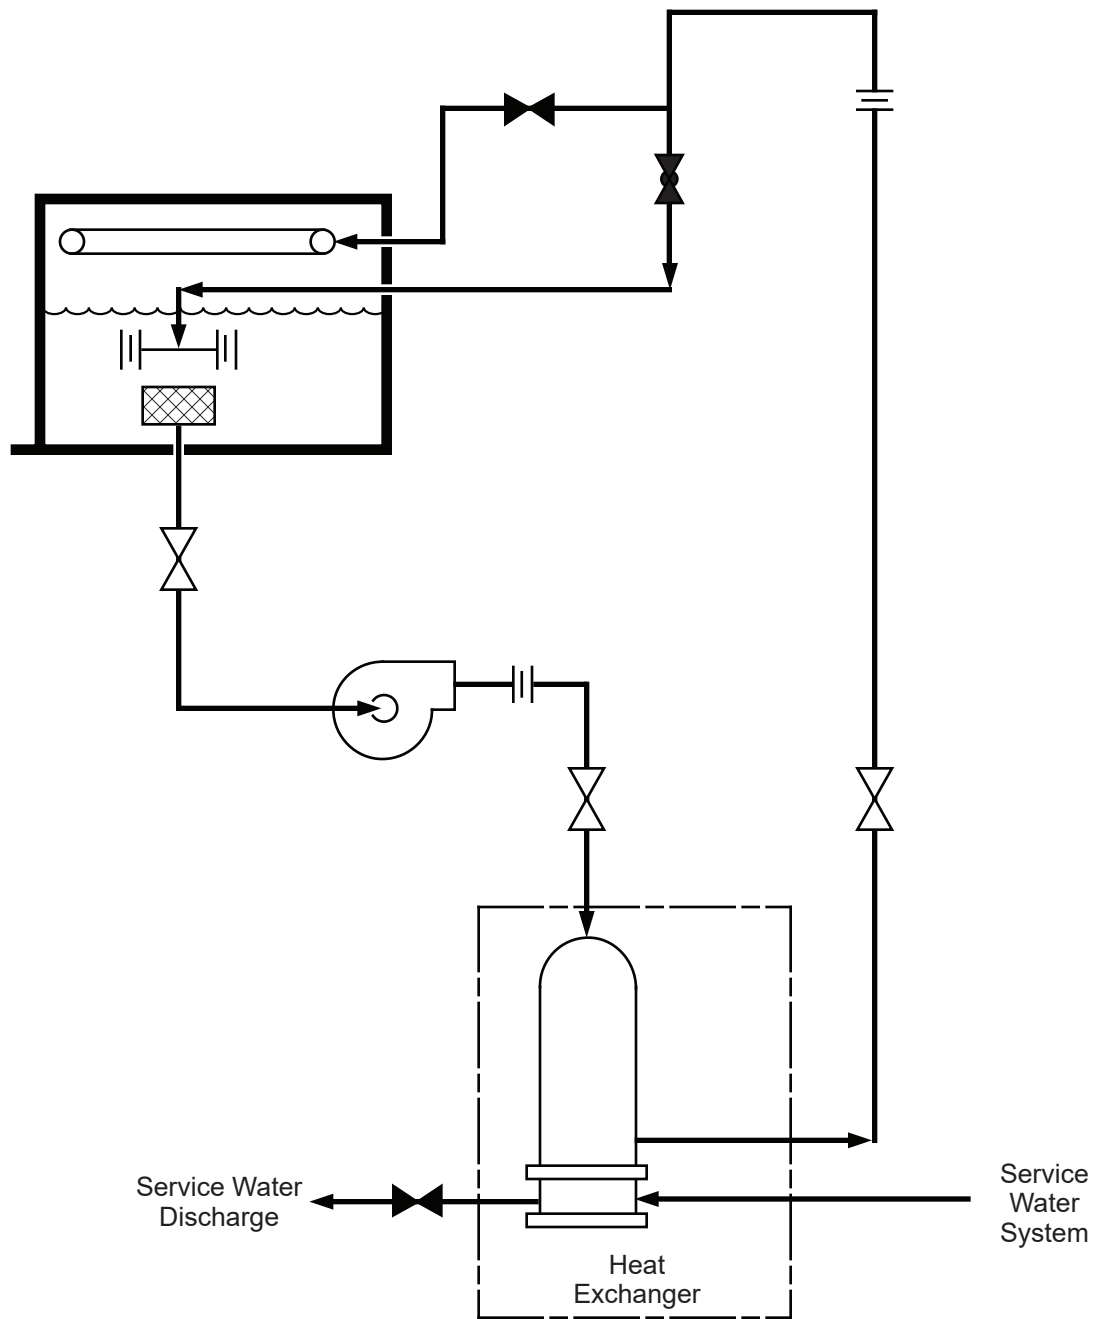 Service Water
Discharge
Service
Water
System
Heat
Exchanger